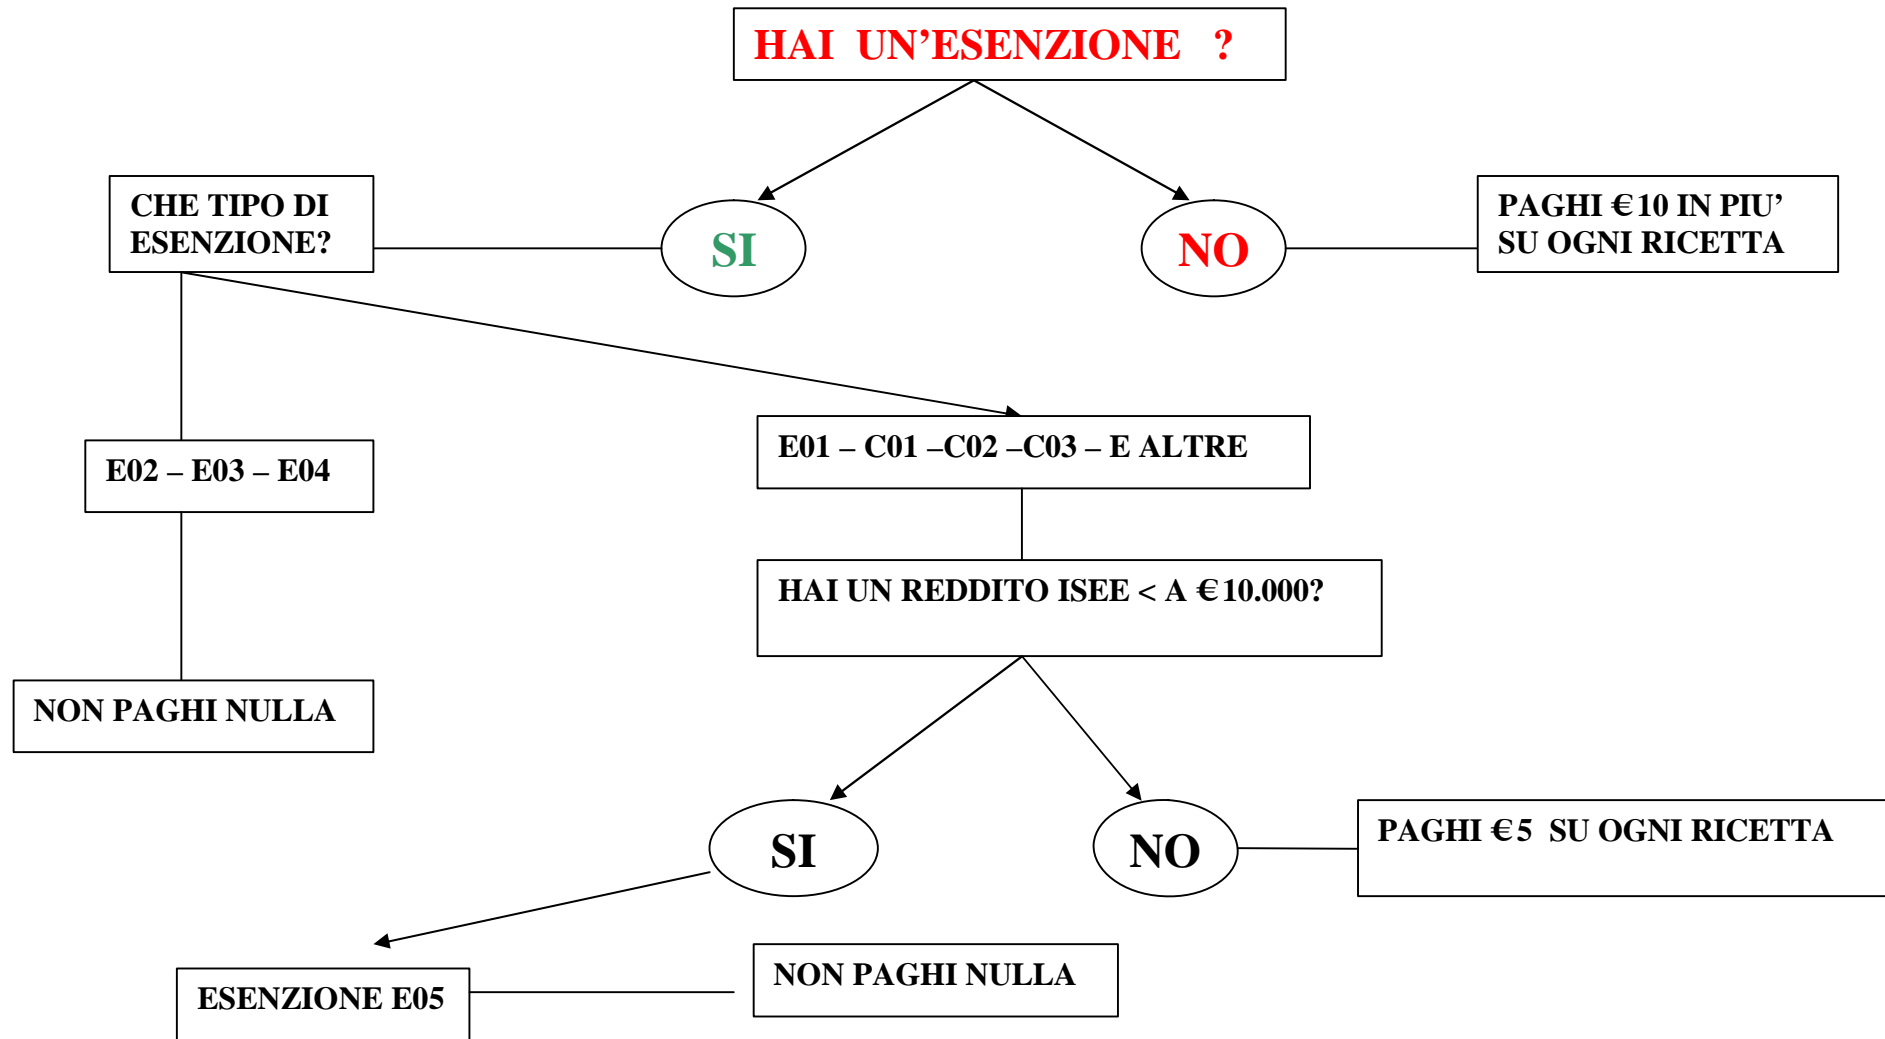 HAI UN’ESENZIONE ?
CHE TIPO DI
ESENZIONE?
SI
NO
PAGHI €10 IN PIU’
SU OGNI RICETTA
E02 – E03 – E04
E01 – C01 –C02 –C03 – E ALTRE
HAI UN REDDITO ISEE < A €10.000?
NON PAGHI NULLA
SI
NO
PAGHI €5 SU OGNI RICETTA
ESENZIONE E05
NON PAGHI NULLA